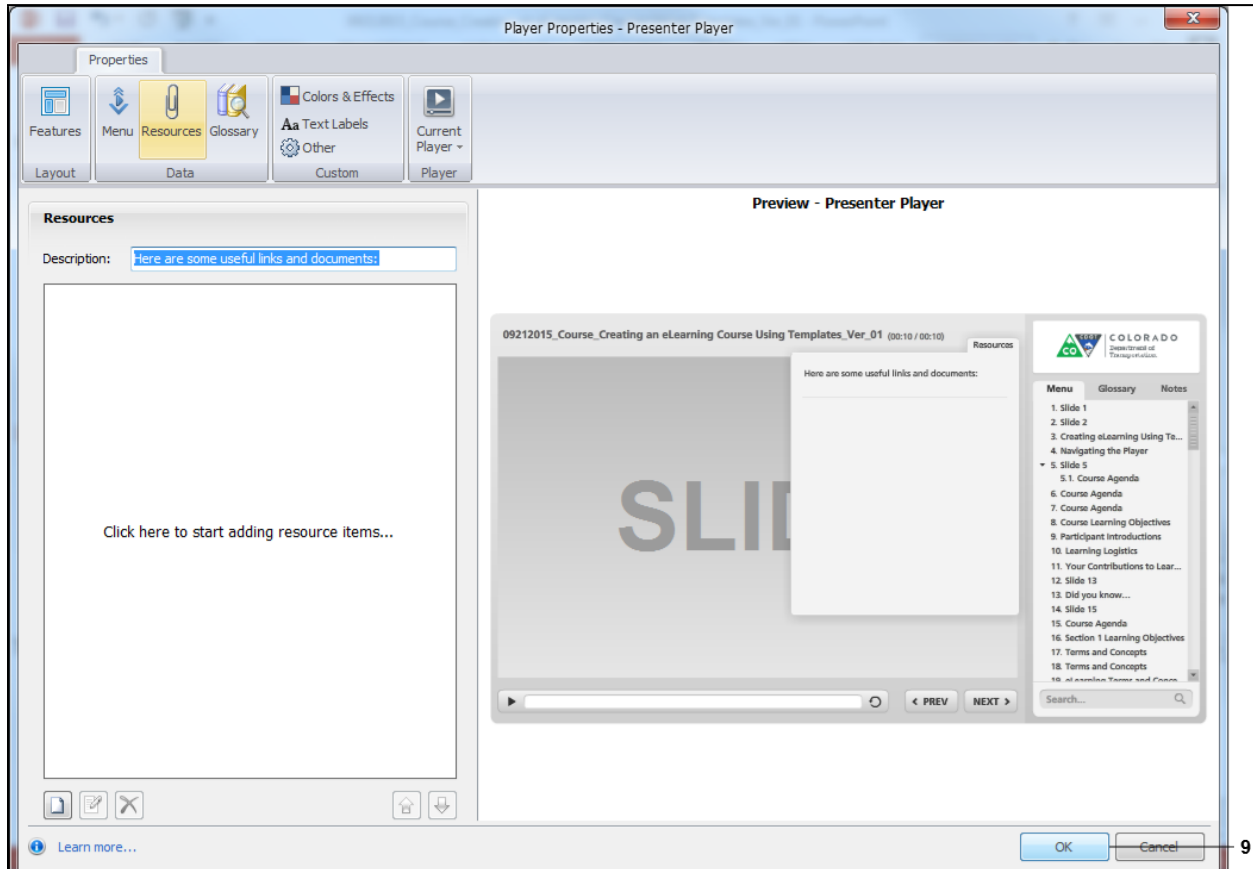 Player Properties - Presenter Player
Properties
Features
Menu
Resources
Glossary
Colors & Effects
Aa Text Labels
Other
Current
Player
Layout
Data
Custom
Player
Resources
Description: Here are some useful links and documents:
Click here to start adding resource items...
Preview - Presenter Player
09212015_Course_Creating an eLearning Course Using Templates_Ver_01 (00:10 / 00:10)
Resources
Here are some useful links and documents:
SLID
PREV
NEXT
CDOT
CO
COLORADO
Department of
Transportation
Menu Glossary Notes
1. Slide 1
2. Slide 2
3. Creating eLearning Using Te...
4. Navigating the Player
5. Slide 5
5.1. Course Agenda
6. Course Agenda
7. Course Agenda
8. Course Learning Objectives
9. Participant Introductions
10. Learning Logistics
11. Your Contributions to Lear...
12. Slide 13
13. Did you know...
14. Slide 15
15. Course Agenda
16. Section 1 Learning Objectives
17. Terms and Concepts
18. Terms and Concepts
19. eLearning Terms and Conce...
Search...
Learn more...
OK
Cancel
9